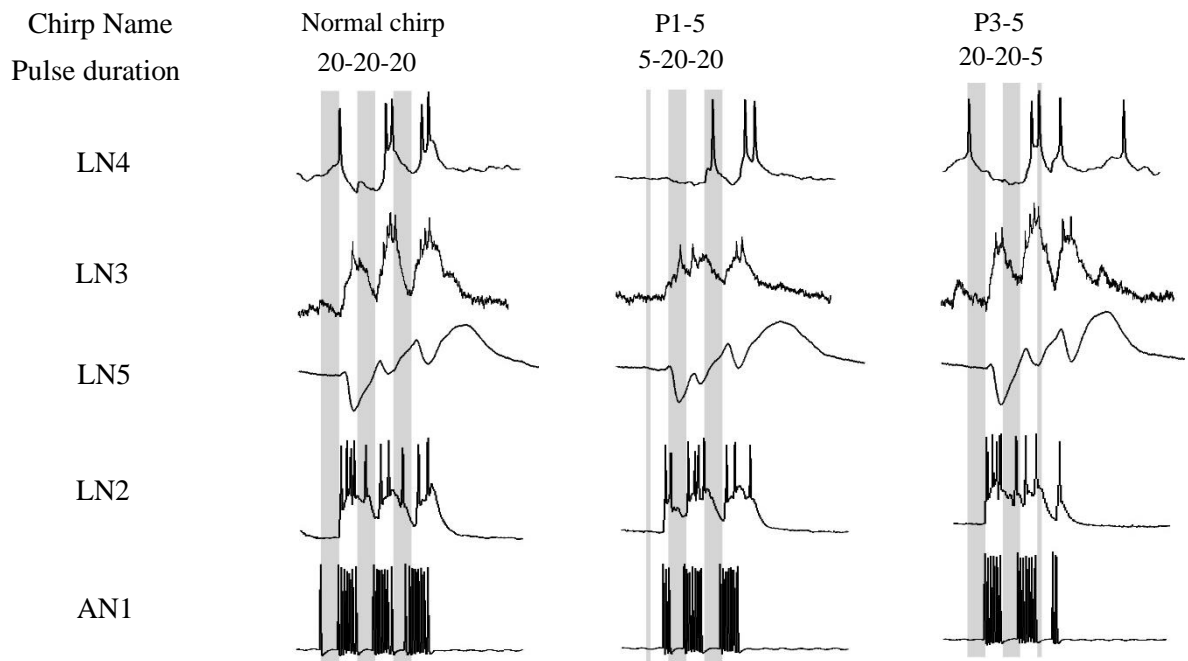 Chirp Name Normal chirp P1-5 P3-5
Pulse duration 20-20-20 5-20-20 20-20-5
LN4
LN3
LN5
LN2
AN1